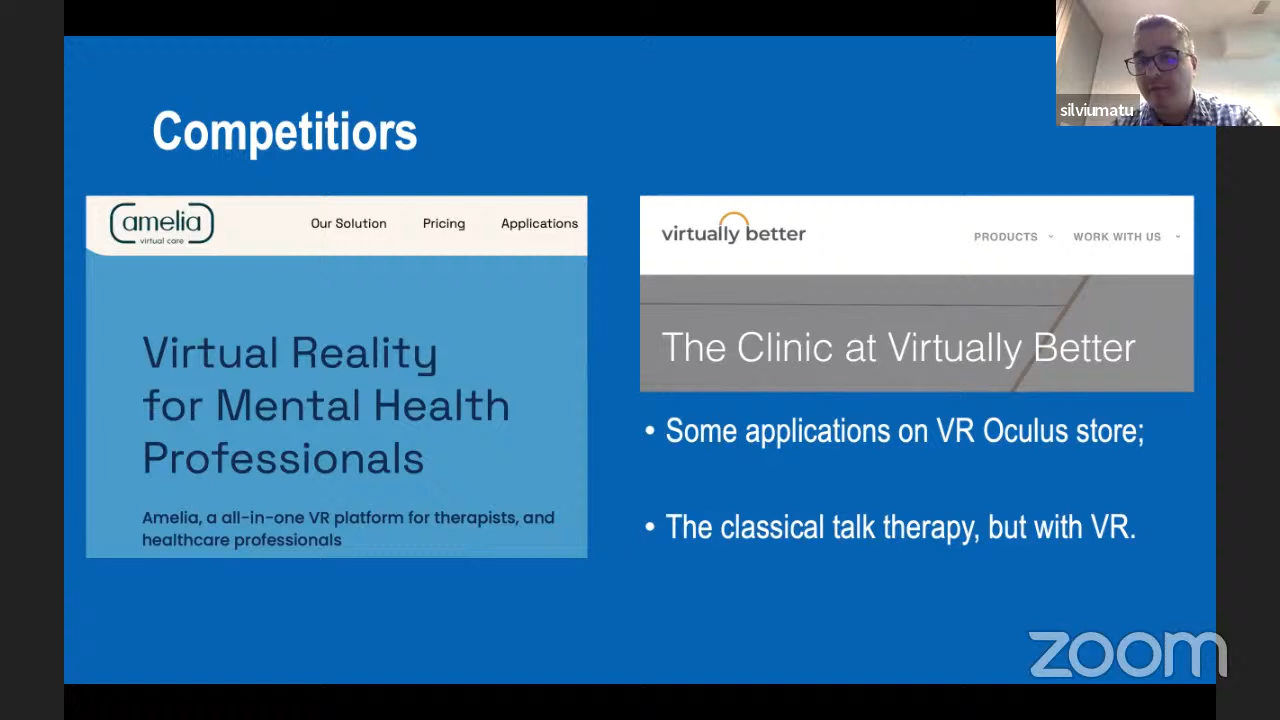 silviumatu
Competitiors
amelia
virtual care
Our Solution
Pricing
Applications
Virtual Reality
for Mental Health
Professionals
Amelia, a all-in-one VR platform for therapists, and
healthcare professionals
virtually better
PRODUCTS
WORK WITH US
The Clinic at Virtually Better
• Some applications on VR Oculus store;
• The classical talk therapy, but with VR.
zoom